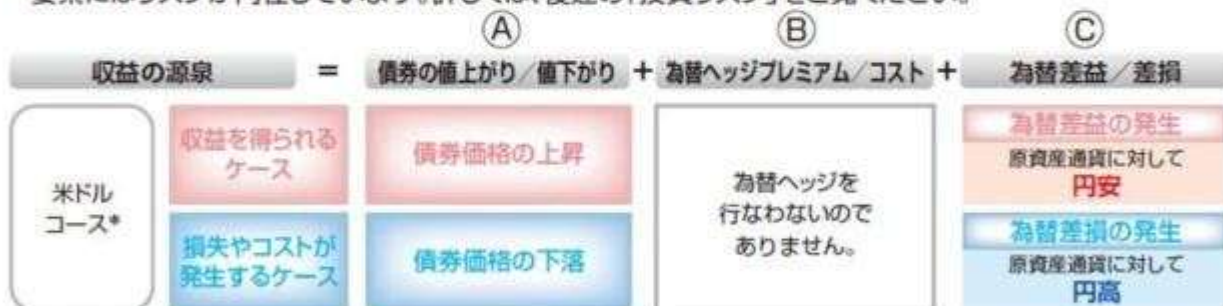 Ⓐ Ⓑ Ⓒ
収益の源泉 = 債券の値上がり/値下がり + 為替ヘッジプレミアム/コスト + 為替差益/差損
米ドル
コース*
収益を得られる
ケース
債券価格の上昇
為替ヘッジを
行なわないので
ありません。
為替差益の発生
原資産通貨に対して
円安
損失やコストが
発生するケース
債券価格の下落
為替差損の発生
原資産通貨に対して
円高